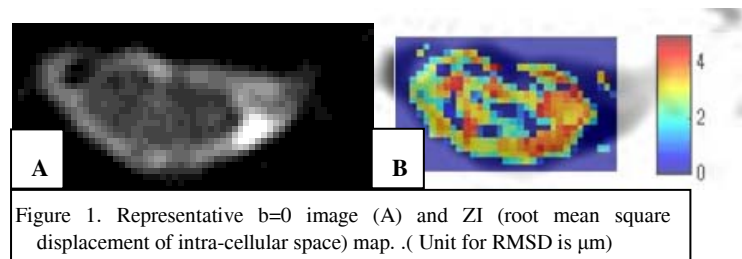 A
B
4
2
0
Figure 1. Representative b=0 image (A) and ZI (root mean square
displacement of intra-cellular space) map. .( Unit for RMSD is μm)